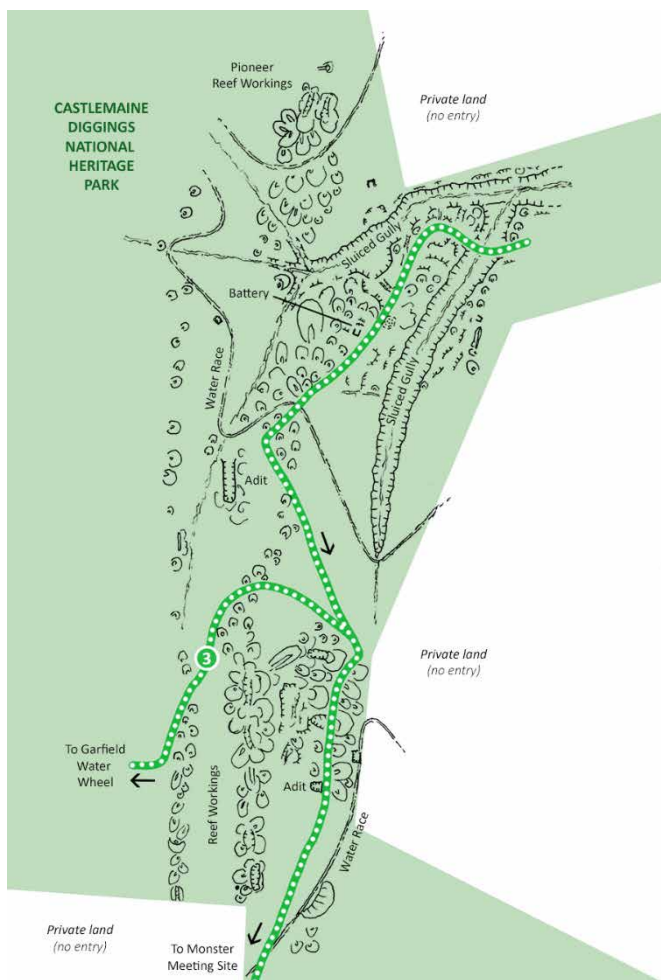 Pioneer
Reef Workings
Private land
(no entry)
CASTLEMAINE
DIGGINGS
NATIONAL
HERITAGE
PARK
Sluiced Gully
Battery
Water Race
Sluiced Gully
Adit
3
Private land
(no entry)
To Garfield
Water
Wheel
Reef Workings
Adit
Water Race
Private land
(no entry)
To Monster
Meeting Site